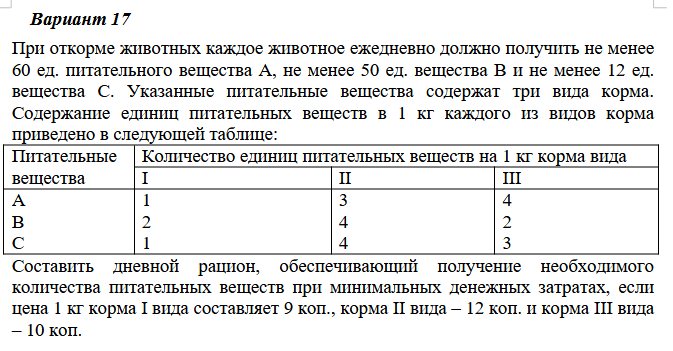 Вариант 17
При откорме животных каждое животное ежедневно должно получить не менее
60 ед. питательного вещества А, не менее 50 ед. вещества В и не менее 12 ед.
вещества С. Указанные питательные вещества содержат три вида корма.
Содержание единиц питательных веществ в 1 кг каждого из видов корма
приведено в следующей таблице:
Питательные вещества Количество единиц питательных веществ на 1 кг корма вида
I II III
А 1 3 4
В 2 4 2
С 1 4 3
Составить дневной рацион, обеспечивающий получение необходимого
количества питательных веществ при минимальных денежных затратах, если
цена 1 кг корма I вида составляет 9 коп., корма II вида – 12 коп. и корма III вида
– 10 коп.